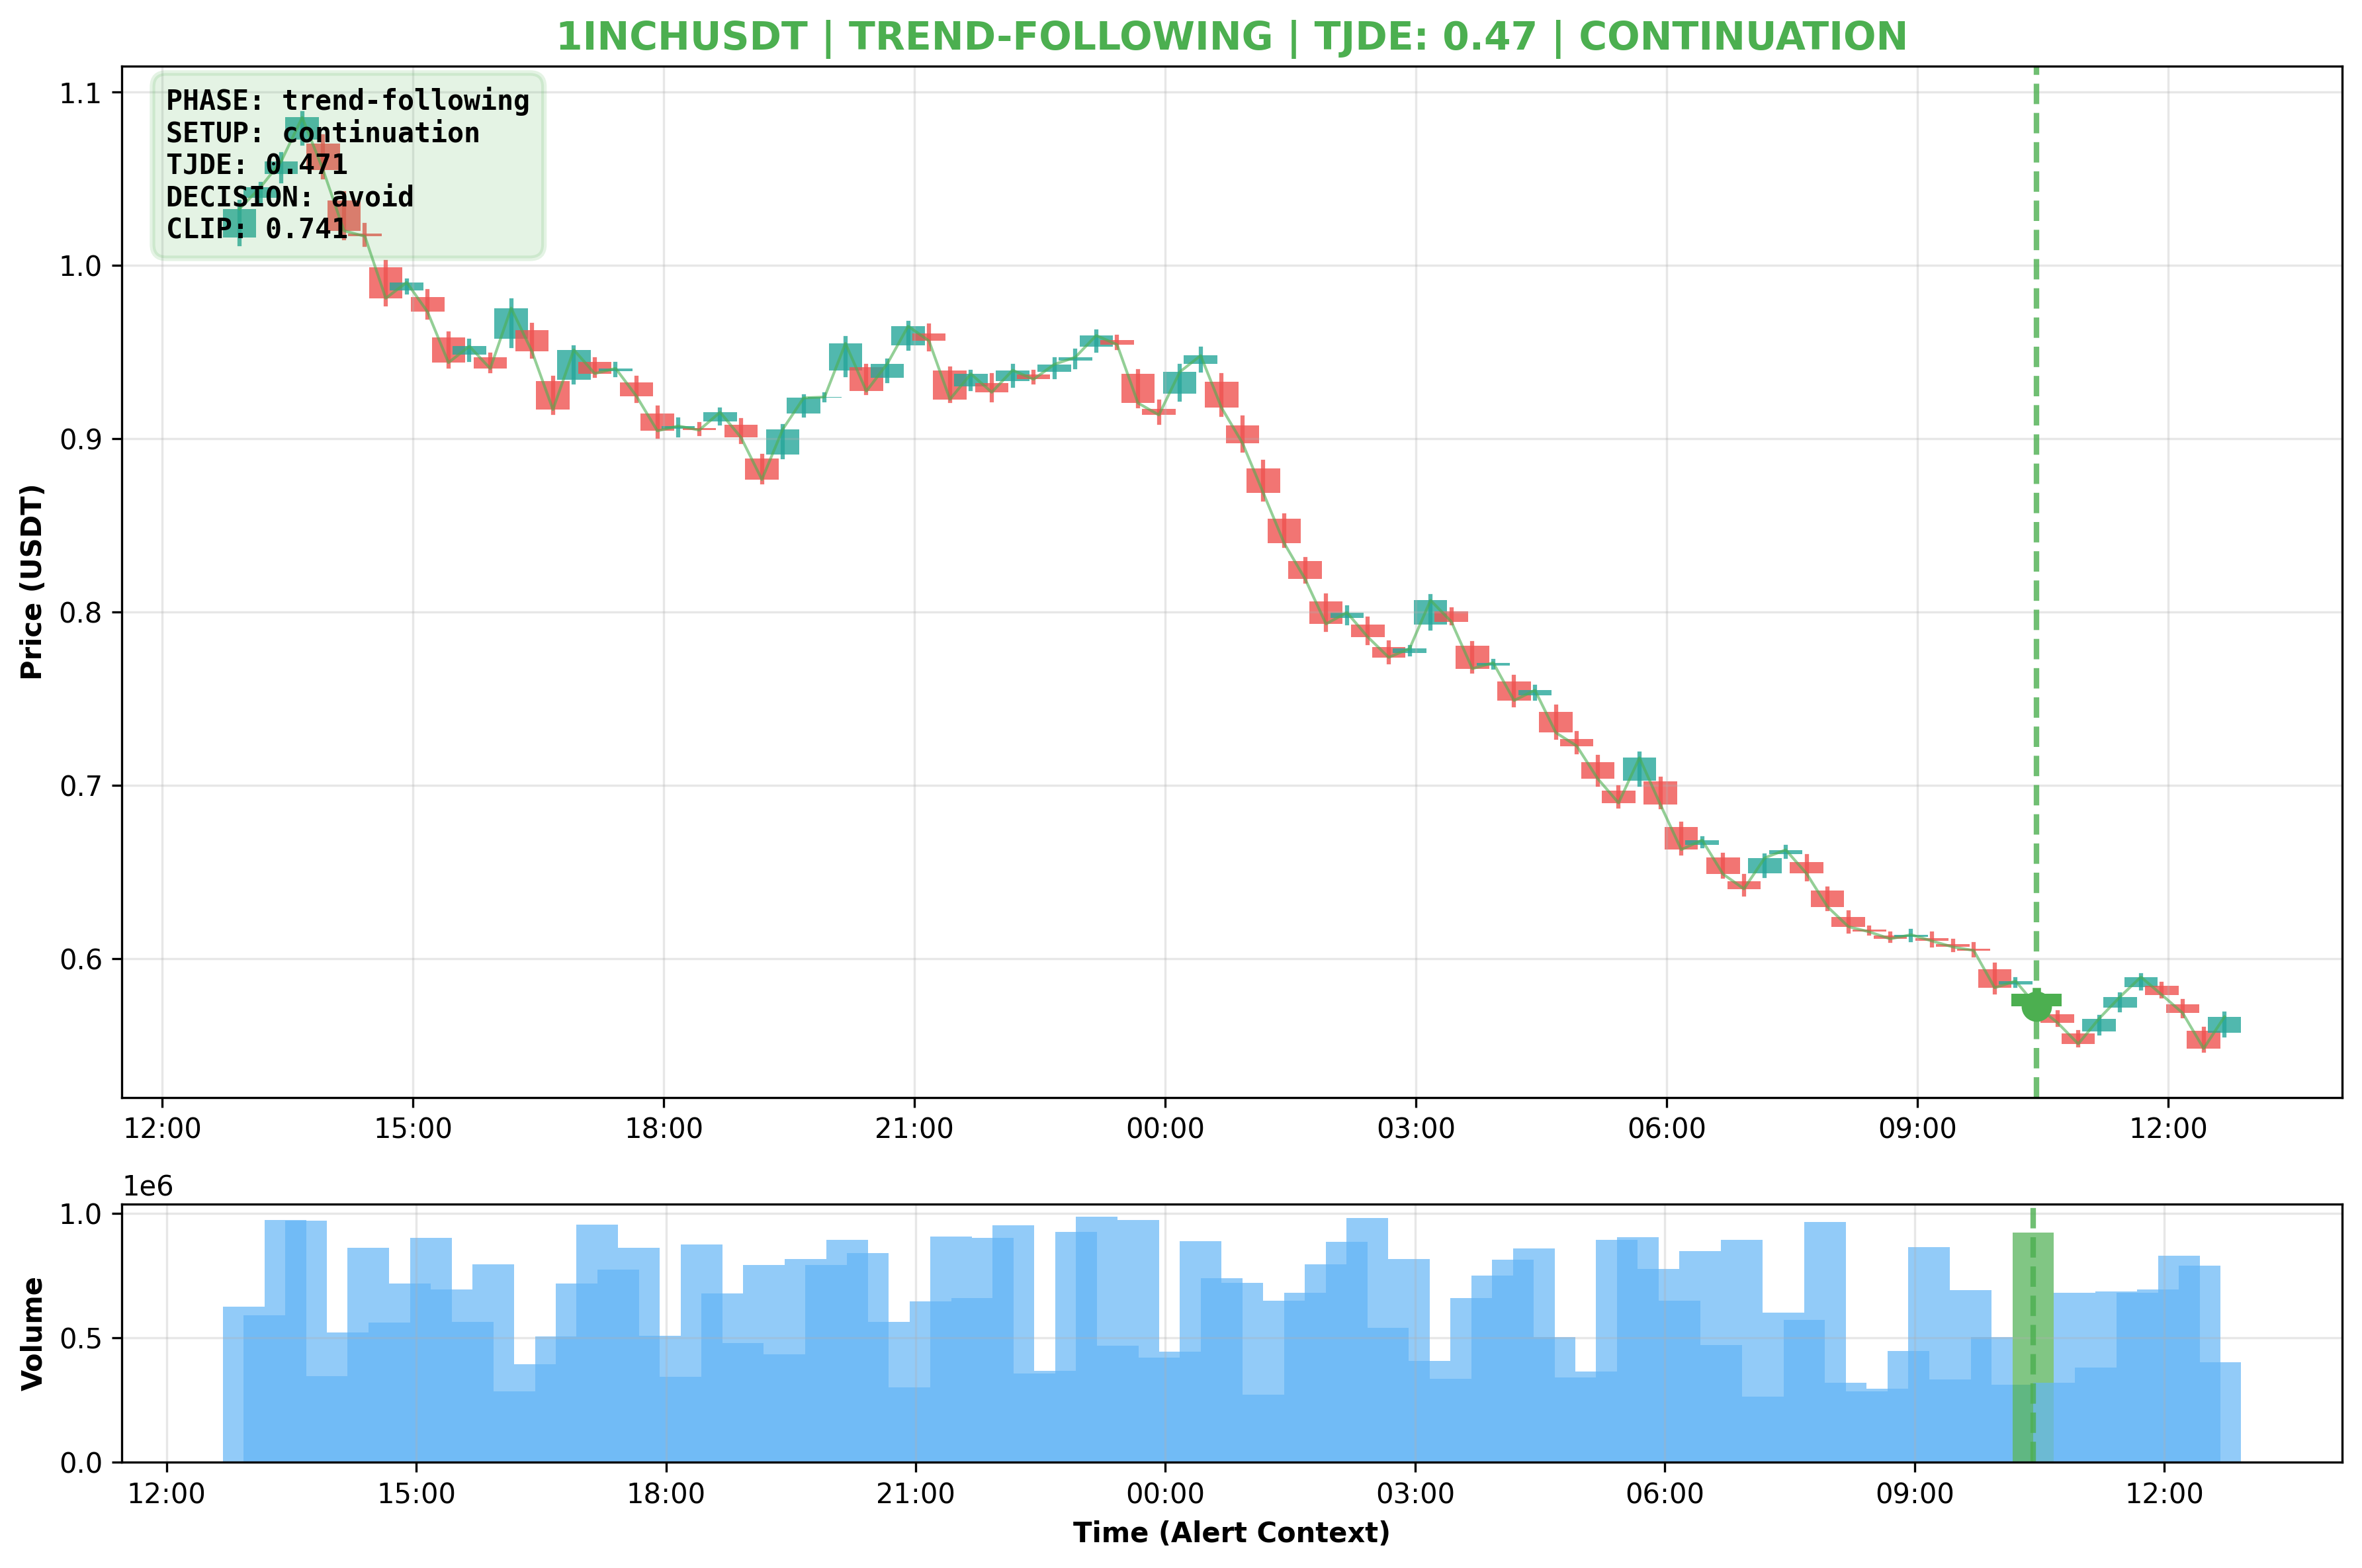 1INCHUSDT | TREND-FOLLOWING | TJDE: 0.47 | CONTINUATION
PHASE: trend-following
SETUP: continuation
TJDE: 0.471
DECISION: avoid
CLIP: 0.741
Price (USDT)
1.1
1.0
0.9
0.8
0.7
0.6
12:00 15:00 18:00 21:00 00:00 03:00 06:00 09:00 12:00
1e6
Volume
1.0
0.5
0.0
12:00 15:00 18:00 21:00 00:00 03:00 06:00 09:00 12:00
Time (Alert Context)